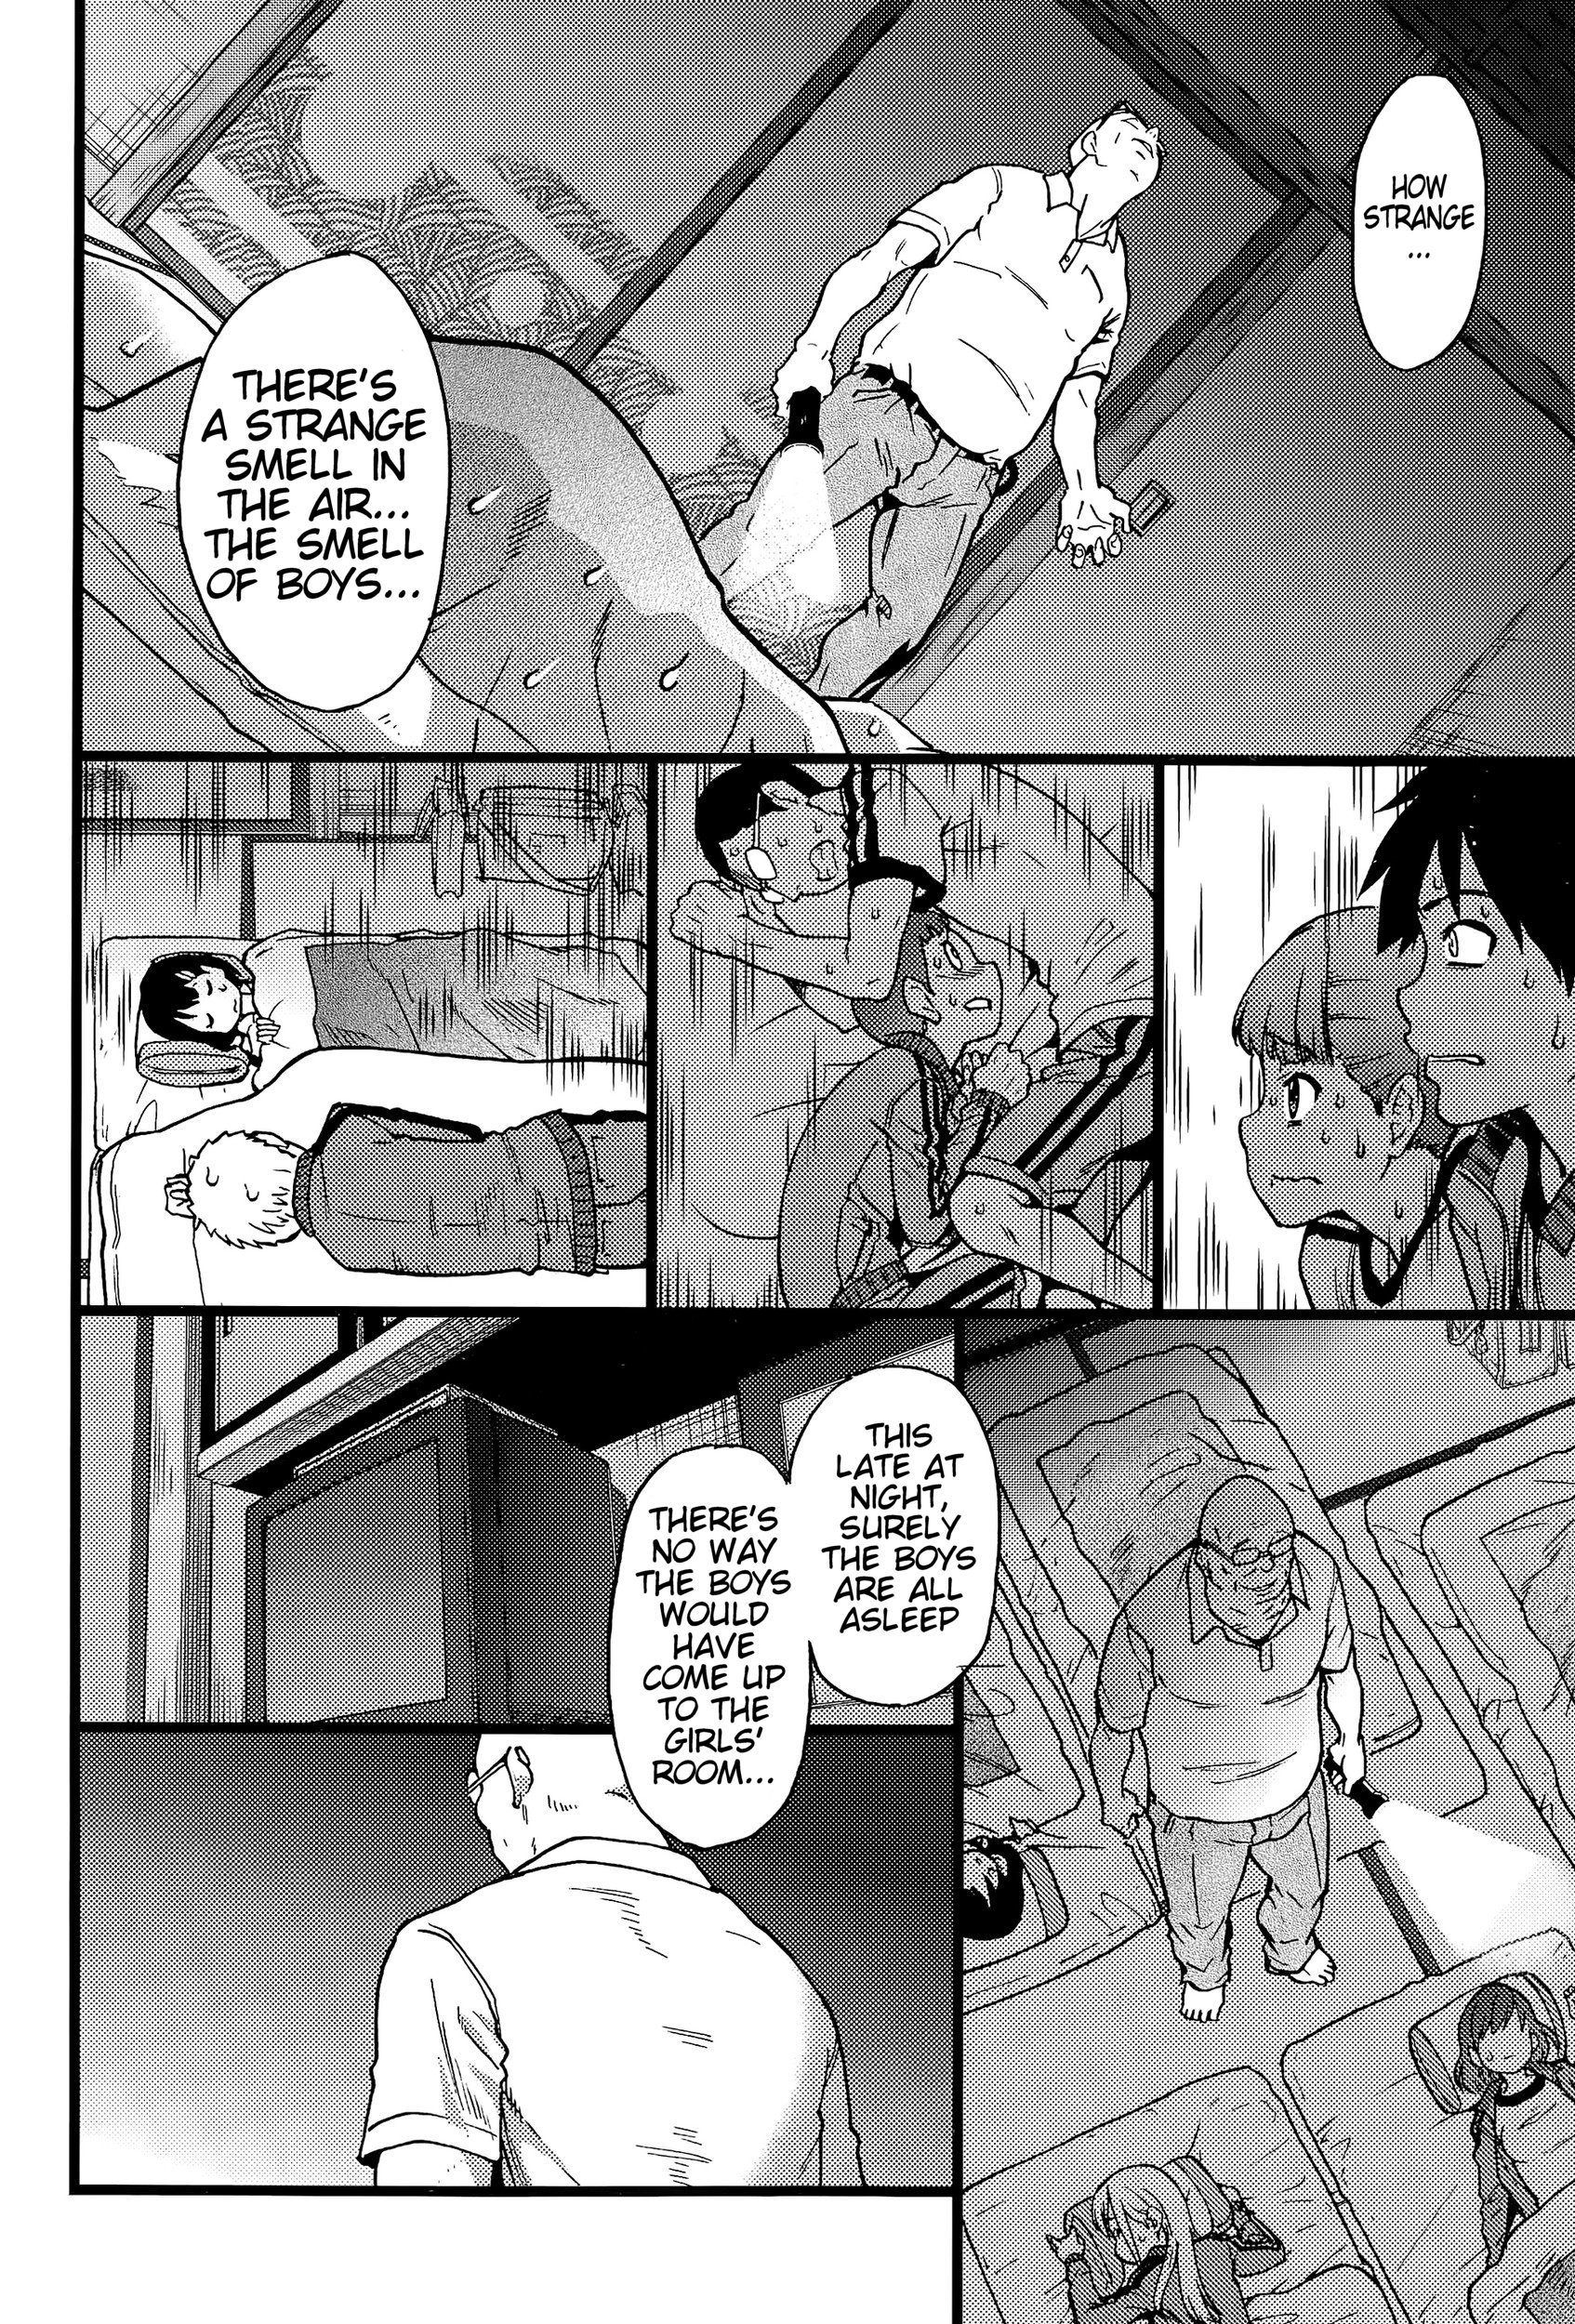 HOW
STRANGE
...
THERE'S
A STRANGE
SMELL IN
THE AIR...
THE SMELL
OF BOYS...
THIS
LATE AT
NIGHT,
SURELY
THE BOYS
ARE ALL
ASLEEP
THERE'S
NO WAY
THE BOYS
WOULD
HAVE
COME UP
TO THE
GIRLS'
ROOM...